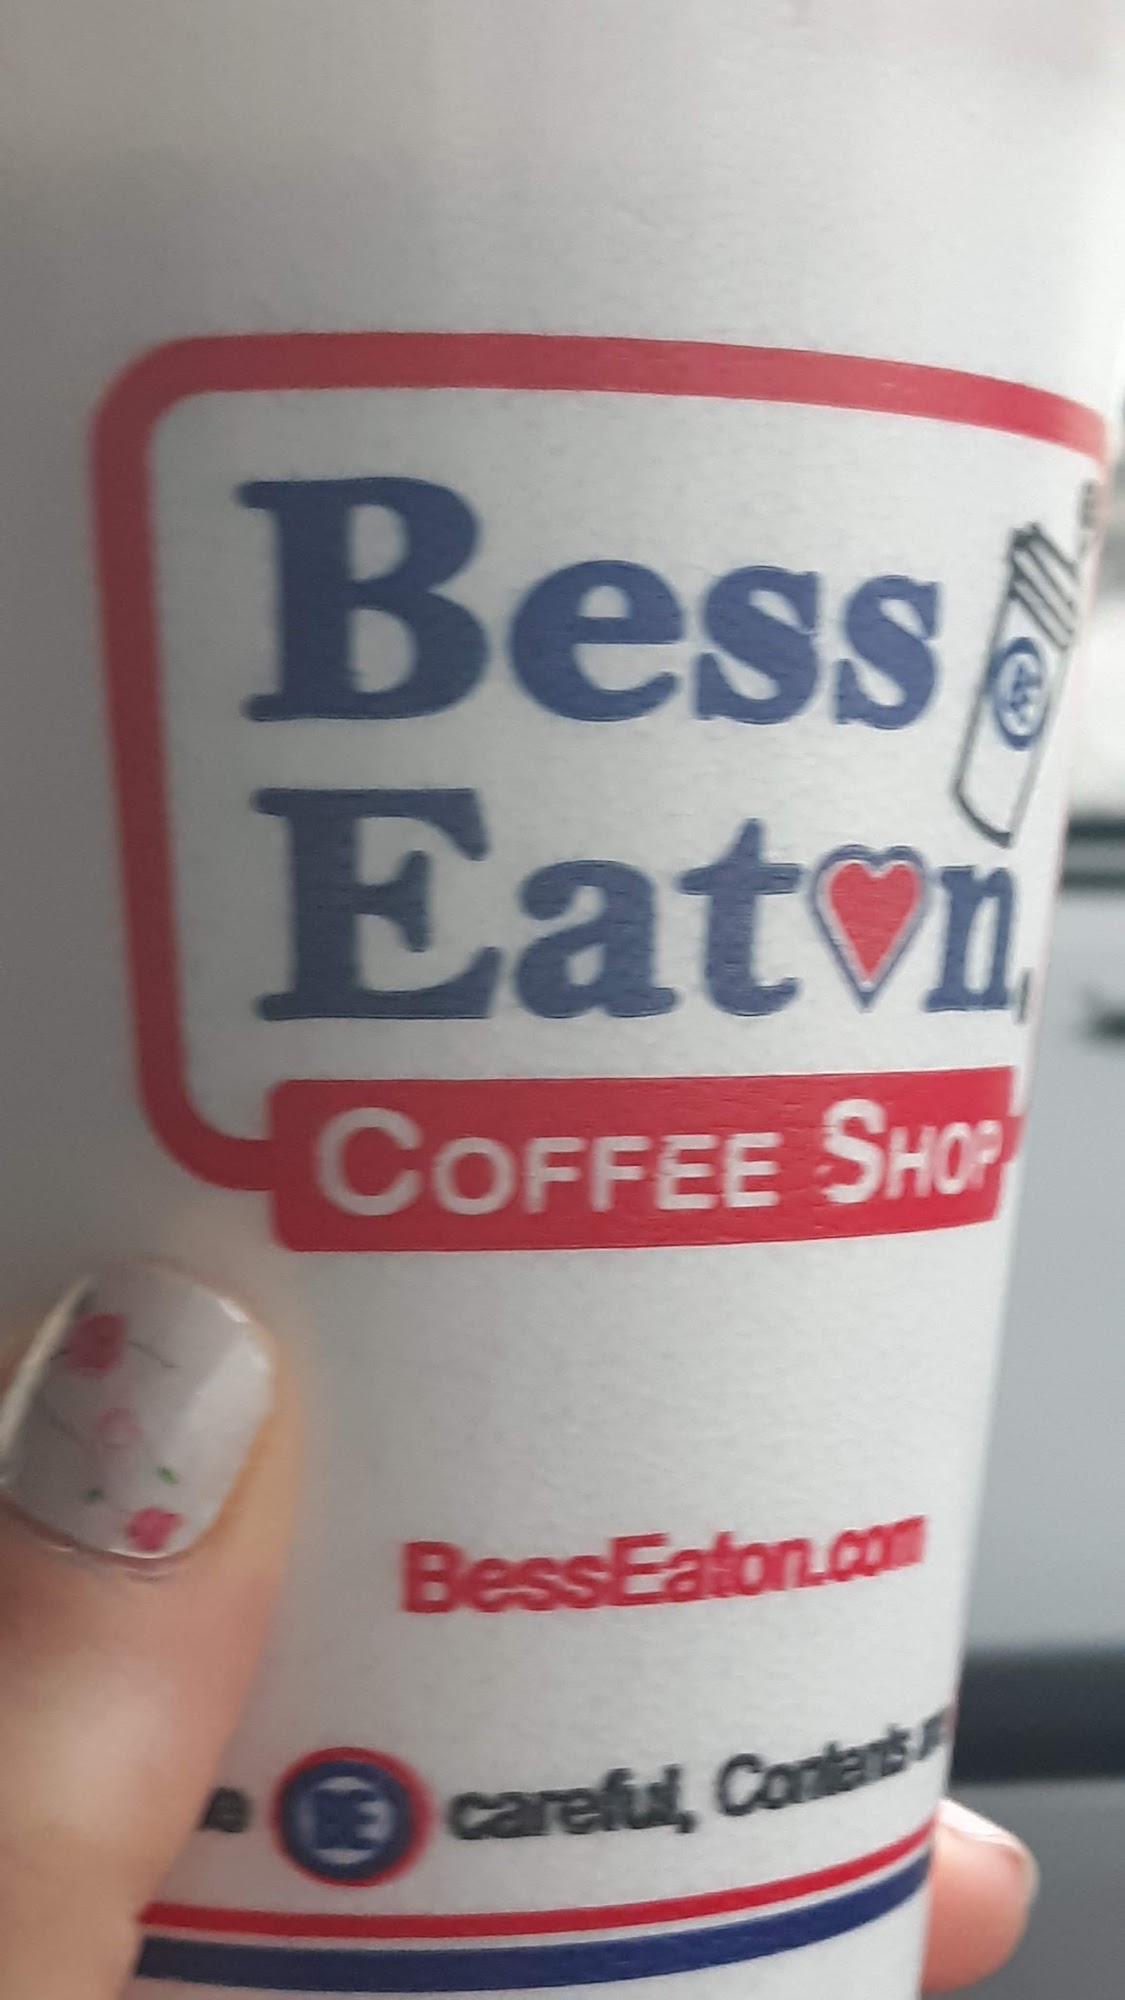 Bess
Eaton
COFFEE SHOP
BessEaton.com
BE careful, Contents